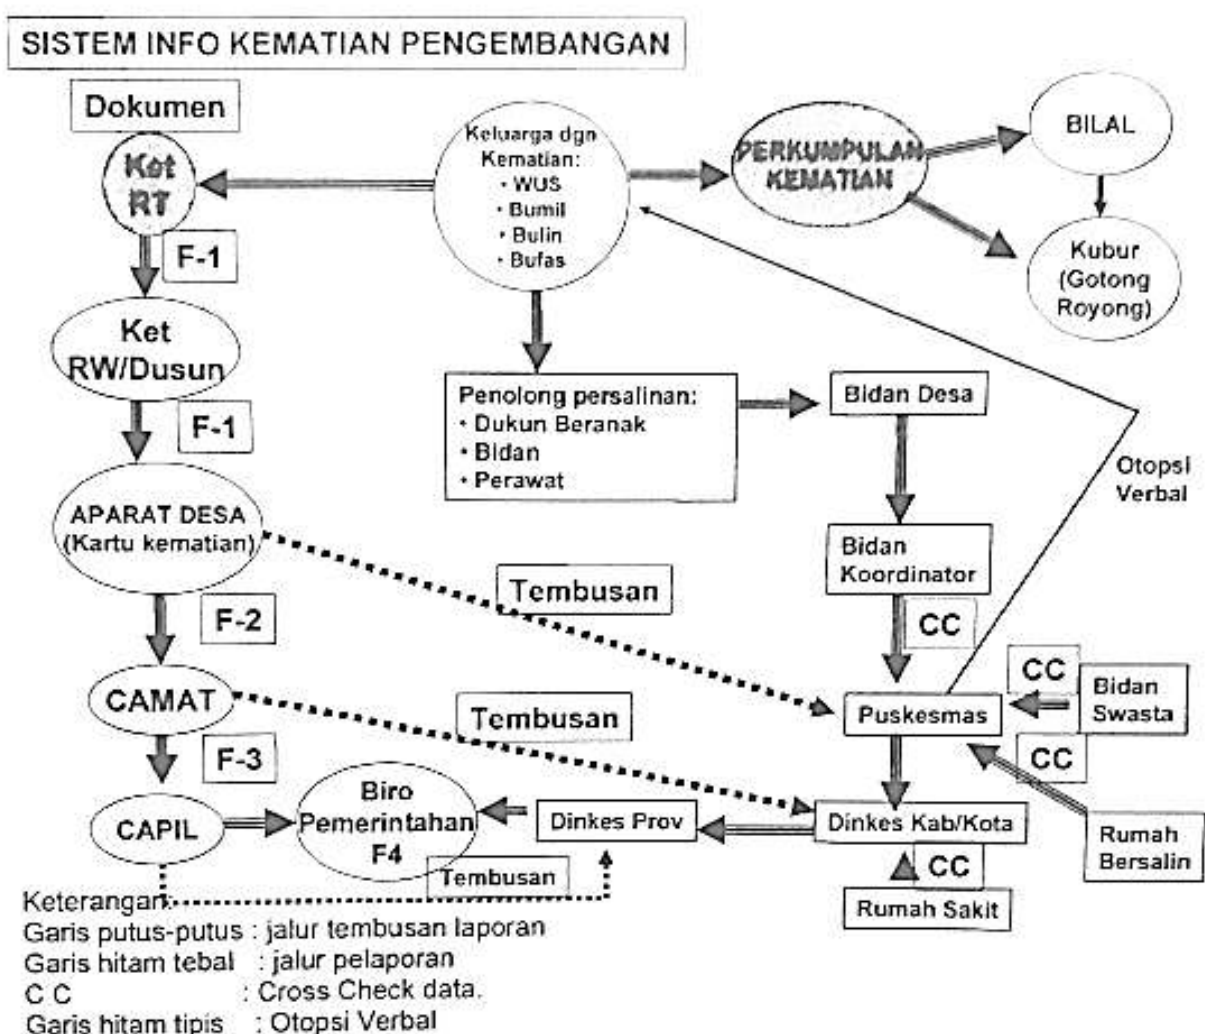 SISTEM INFO KEMATIAN PENGEMBANGAN
Dokumen
Ket
RT
F-1
Ket
RW/Dusun
F-1
APARAT DESA
(Kartu kematian)
F-2
CAMAT
F-3
CAPIL
Keluarga dgn
Kematian:
• WUS
• Bumil
• Bulin
• Bufas
PERKUMPULAN
KEMATIAN
BILAL
Kubur
(Gotong
Royong)
Penolong persalinan:
• Dukun Beranak
• Bidan
• Perawat
Bidan Desa
Otopsi
Verbal
Bidan
Koordinator
Tembusan
CC
CC
Bidan
Swasta
Puskesmas
Tembusan
CC
Biro
Pemerintahan
F4
Dinkes Prov
Dinkes Kab/Kota
Rumah
Bersalin
Tembusan
CC
Rumah Sakit
Keterangan:
Garis putus-putus : jalur tembusan laporan
Garis hitam tebal : jalur pelaporan
C C : Cross Check data.
Garis hitam tipis : Otopsi Verbal